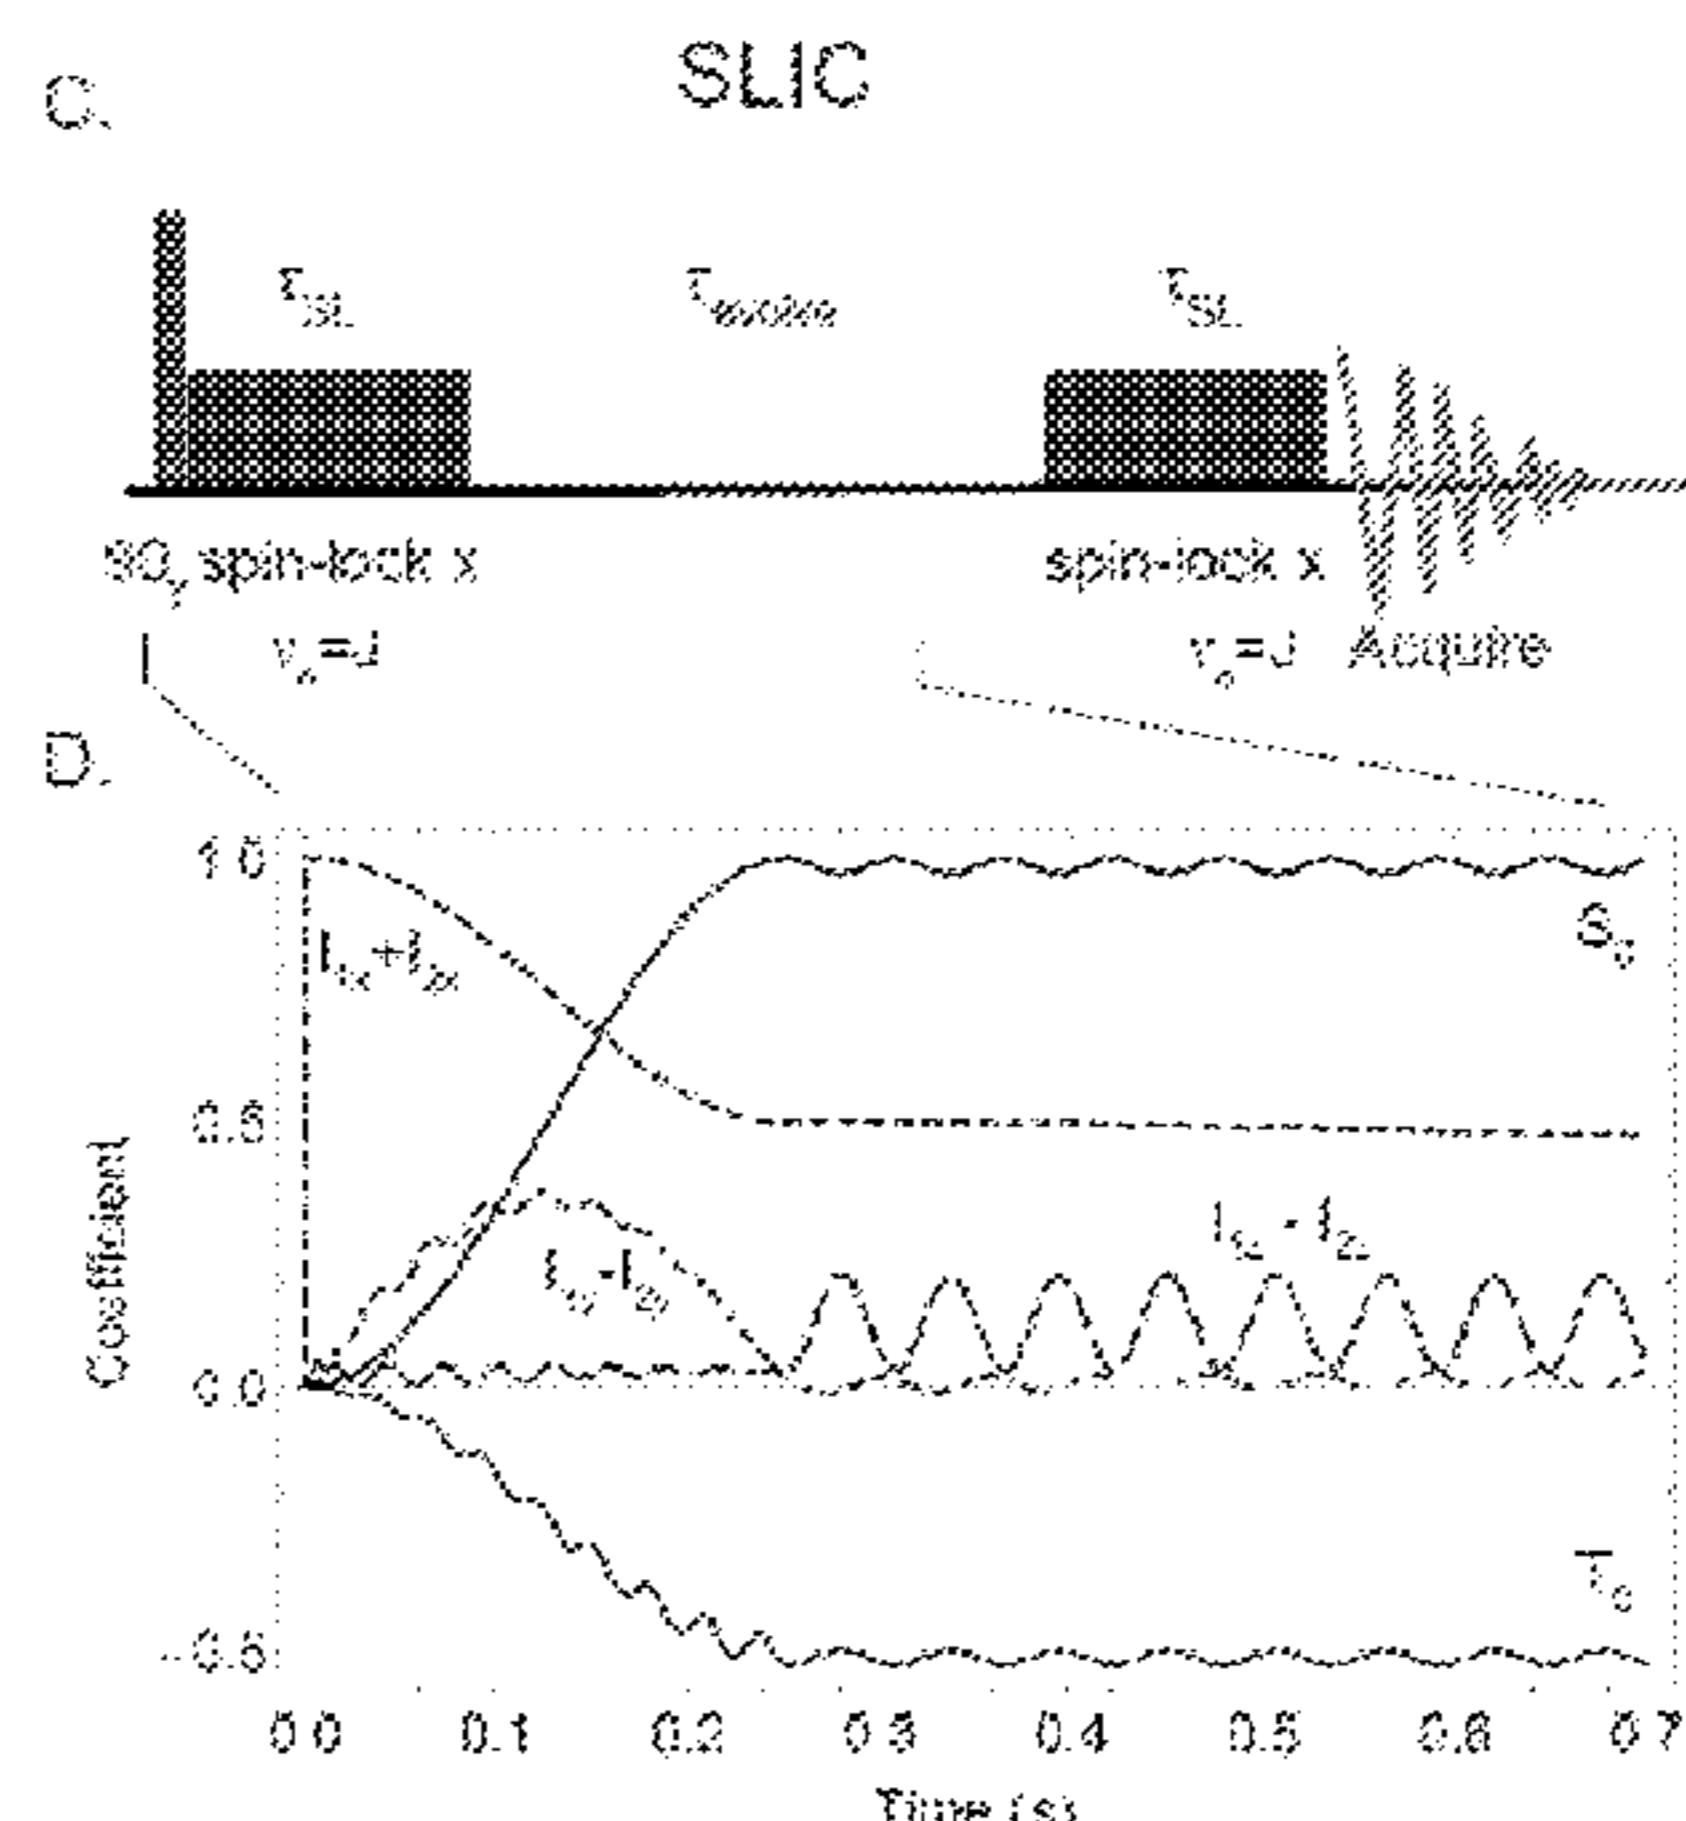 C. SLIC
τSL τevolve τSL
90y spin-lock x spin-lock x
νn=J νn=J Acquire
D.
1.0
S0
I1x+I2x
0.5
I1z - I2z
I1y-I2y
Coefficient
0.0
T0
-0.5
0.0 0.1 0.2 0.3 0.4 0.5 0.6 0.7
Time (s)